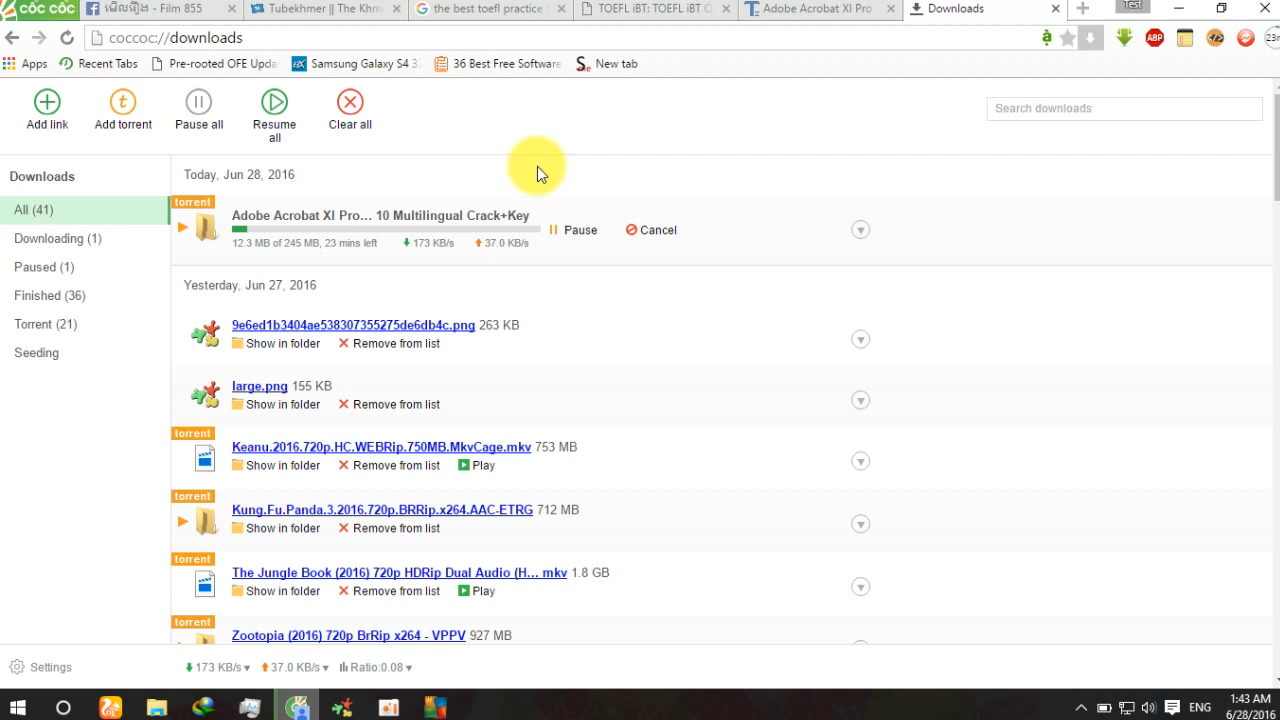 cốc cốc
មើលរឿង - Film 855
Tubekhmer || The Khm
the best toefl practice
TOEFL iBT: TOEFL iBT Q
Adobe Acrobat XI Pro
Downloads
Test
coccoc://downloads
ABP
23m
Apps
Recent Tabs
Pre-rooted OFE Upda
Samsung Galaxy S4
36 Best Free Software
New tab
Add link
Add torrent
Pause all
Resume all
Clear all
Search downloads
Downloads
All (41)
Downloading (1)
Paused (1)
Finished (36)
Torrent (21)
Seeding
Today, Jun 28, 2016
torrent
Adobe Acrobat XI Pro... 10 Multilingual Crack+Key
Pause
Cancel
12.3 MB of 245 MB, 23 mins left 173 KB/s 37.0 KB/s
Yesterday, Jun 27, 2016
9e6ed1b3404ae538307355275de6db4c.png 263 KB
Show in folder Remove from list
large.png 155 KB
Show in folder Remove from list
torrent
Keanu.2016.720p.HC.WEBRip.750MB.MkvCage.mkv 753 MB
Show in folder Remove from list Play
torrent
Kung.Fu.Panda.3.2016.720p.BRRip.x264.AAC-ETRG 712 MB
Show in folder Remove from list
torrent
The Jungle Book (2016) 720p HDRip Dual Audio (H... mkv 1.8 GB
Show in folder Remove from list Play
torrent
Zootopia (2016) 720p BrRip x264 - VPPV 927 MB
Settings
173 KB/s 37.0 KB/s Ratio:0.08
ENG
1:43 AM
6/28/2016